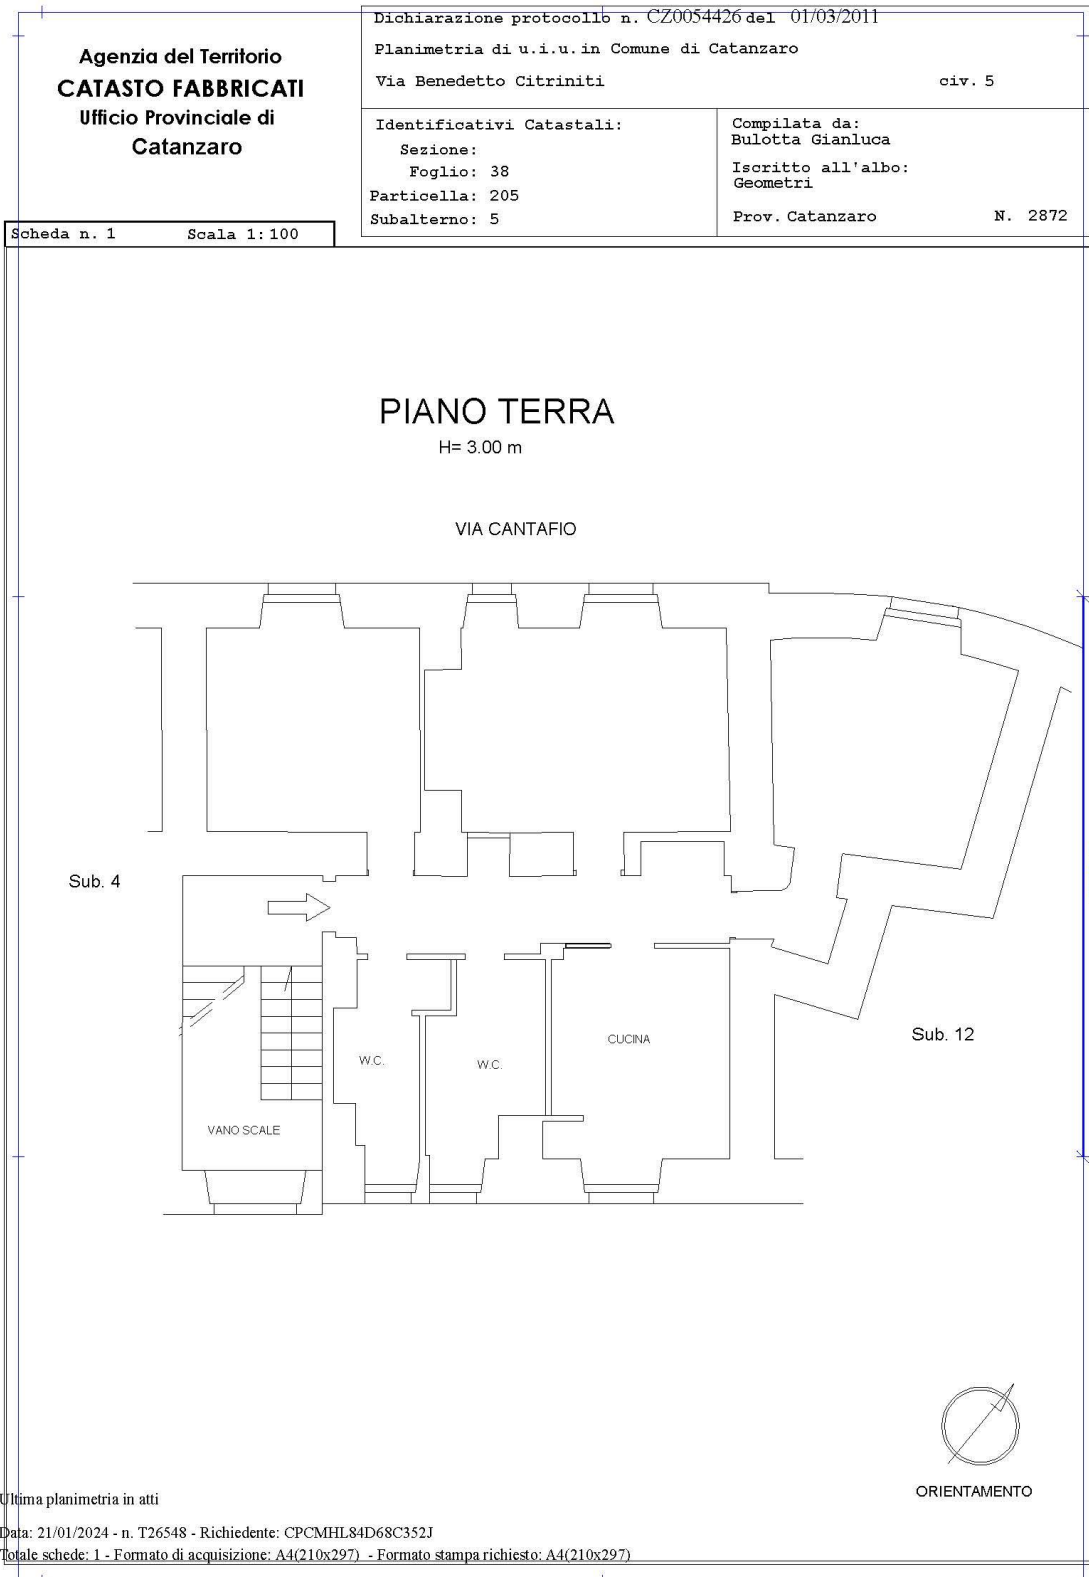 Agenzia del Territorio
CATASTO FABBRICATI
Ufficio Provinciale di
Catanzaro
Dichiarazione protocollo n. CZ0054426 del 01/03/2011
Planimetria di u.i.u. in Comune di Catanzaro
Via Benedetto Citriniti civ. 5
Identificativi Catastali:
Sezione:
Foglio: 38
Particella: 205
Subalterno: 5
Compilata da:
Bulotta Gianluca
Iscritto all'albo:
Geometri
Prov. Catanzaro N. 2872
Scheda n. 1 Scala 1:100
PIANO TERRA
H= 3.00 m
VIA CANTAFIO
Sub. 4
Sub. 12
CUCINA
W.C.
W.C.
VANO SCALE
ORIENTAMENTO
Ultima planimetria in atti
Data: 21/01/2024 - n. T26548 - Richiedente: CPCMHL84D68C352J
Totale schede: 1 - Formato di acquisizione: A4(210x297) - Formato stampa richiesto: A4(210x297)